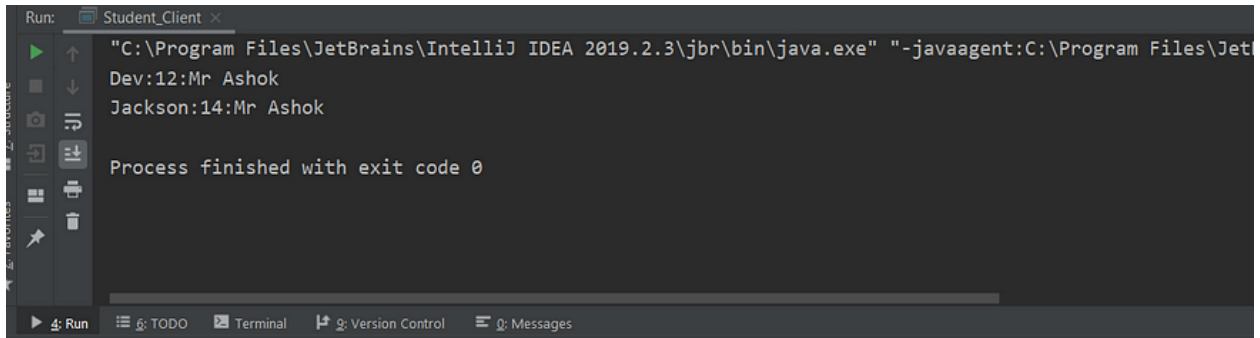 Run: Student_Client ×
"C:\Program Files\JetBrains\IntelliJ IDEA 2019.2.3\jbr\bin\java.exe" "-javaagent:C:\Program Files\Jet
Dev:12:Mr Ashok
Jackson:14:Mr Ashok
Process finished with exit code 0
Structure
Favorites
4: Run 6: TODO Terminal 9: Version Control 0: Messages